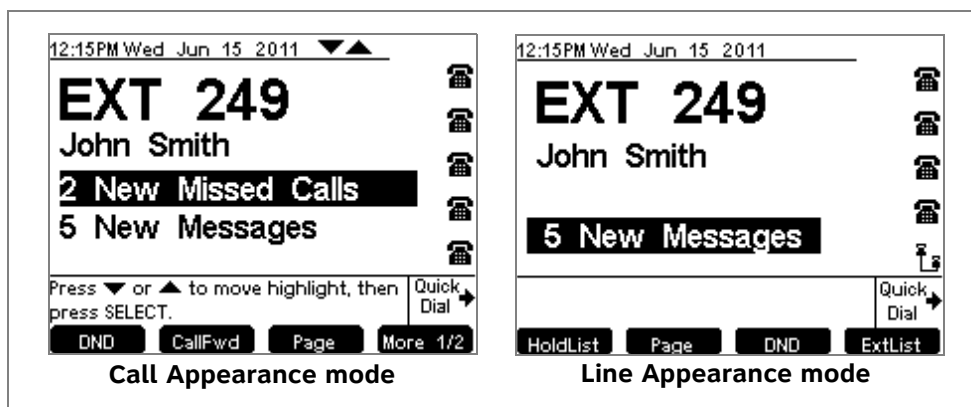 12:15PM Wed Jun 15 2011 ▼▲
EXT 249
John Smith
2 New Missed Calls
5 New Messages
Press ▼ or ▲ to move highlight, then
press SELECT.
Quick
Dial
DND CallFwd Page More 1/2
Call Appearance mode
12:15PM Wed Jun 15 2011
EXT 249
John Smith
5 New Messages
Quick
Dial
HoldList Page DND ExtList
Line Appearance mode